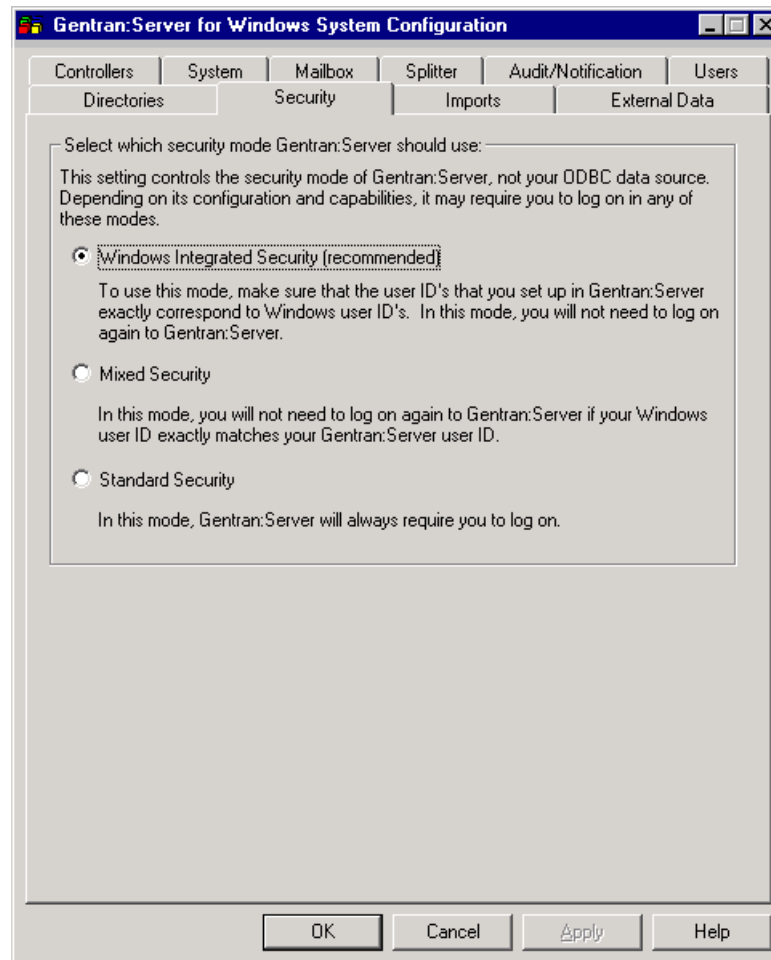 Gentran:Server for Windows System Configuration
Controllers System Mailbox Splitter Audit/Notification Users
Directories Security Imports External Data
Select which security mode Gentran:Server should use:
This setting controls the security mode of Gentran:Server, not your ODBC data source.
Depending on its configuration and capabilities, it may require you to log on in any of
these modes.
Windows Integrated Security (recommended)
To use this mode, make sure that the user ID's that you set up in Gentran:Server
exactly correspond to Windows user ID's. In this mode, you will not need to log on
again to Gentran:Server.
Mixed Security
In this mode, you will not need to log on again to Gentran:Server if your Windows
user ID exactly matches your Gentran:Server user ID.
Standard Security
In this mode, Gentran:Server will always require you to log on.
OK Cancel Apply Help